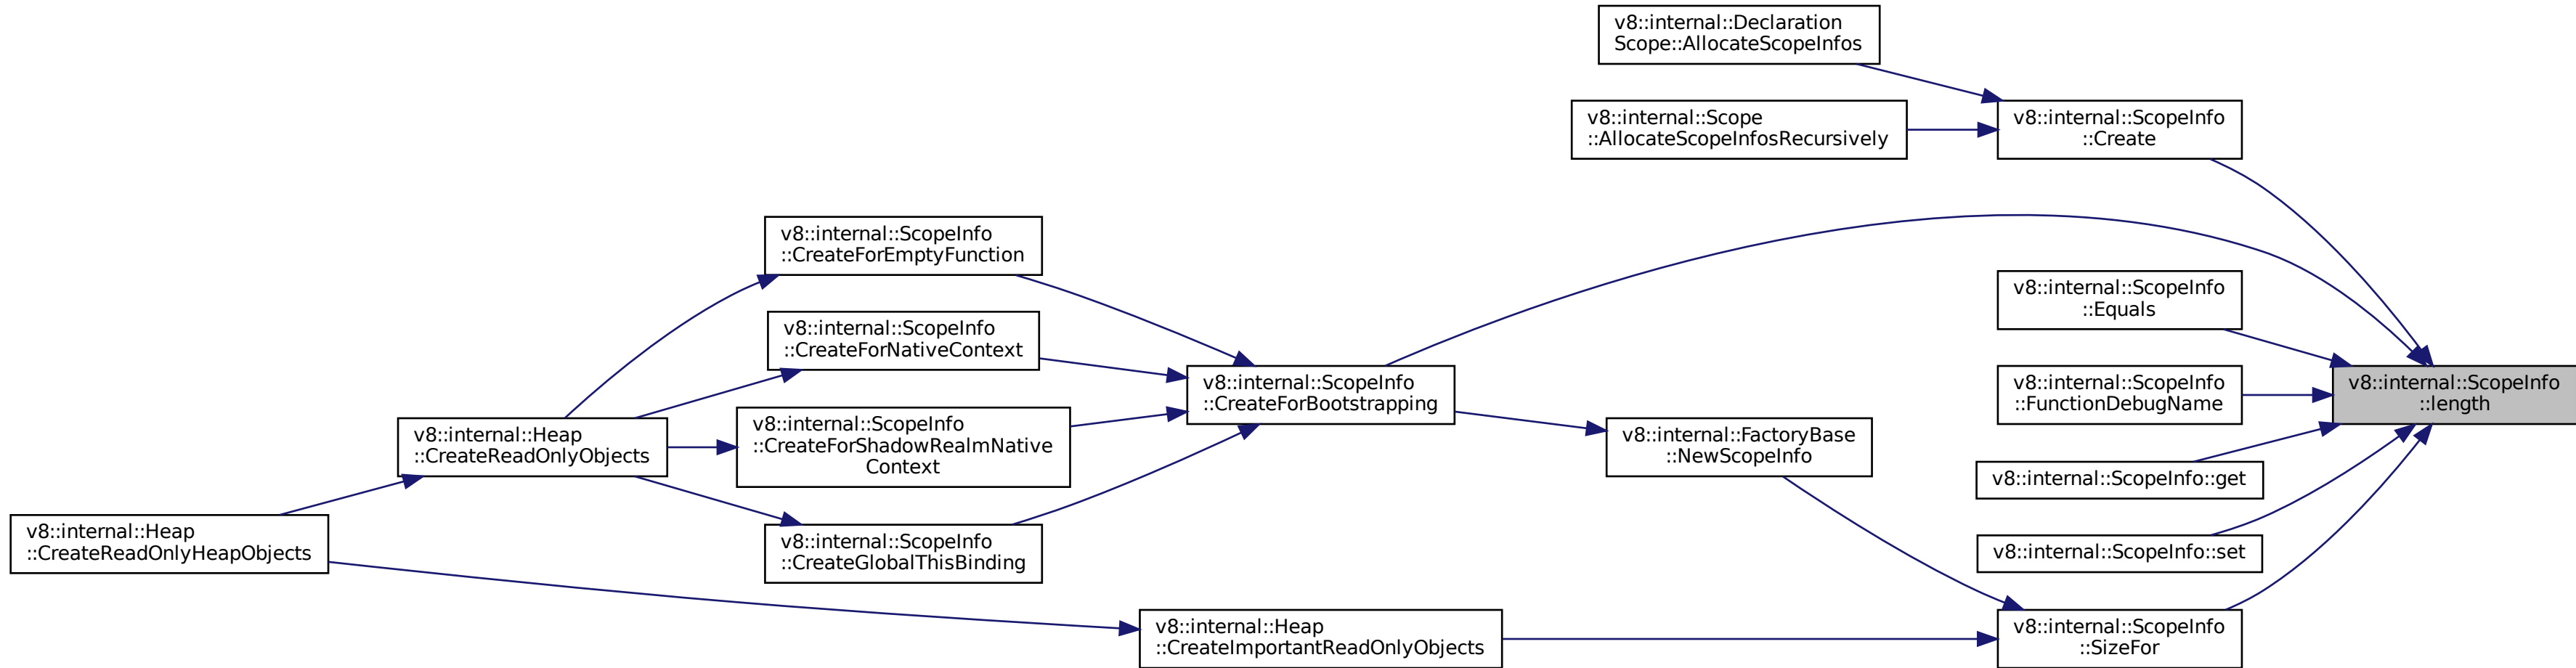 v8::internal::Declaration
Scope::AllocateScopeInfos
v8::internal::Scope
::AllocateScopeInfosRecursively
v8::internal::ScopeInfo
::Create
v8::internal::ScopeInfo
::CreateForEmptyFunction
v8::internal::ScopeInfo
::CreateForNativeContext
v8::internal::ScopeInfo
::CreateForShadowRealmNative
Context
v8::internal::ScopeInfo
::CreateGlobalThisBinding
v8::internal::Heap
::CreateReadOnlyObjects
v8::internal::Heap
::CreateReadOnlyHeapObjects
v8::internal::Heap
::CreateImportantReadOnlyObjects
v8::internal::ScopeInfo
::CreateForBootstrapping
v8::internal::FactoryBase
::NewScopeInfo
v8::internal::ScopeInfo
::Equals
v8::internal::ScopeInfo
::FunctionDebugName
v8::internal::ScopeInfo::get
v8::internal::ScopeInfo::set
v8::internal::ScopeInfo
::SizeFor
v8::internal::ScopeInfo
::length